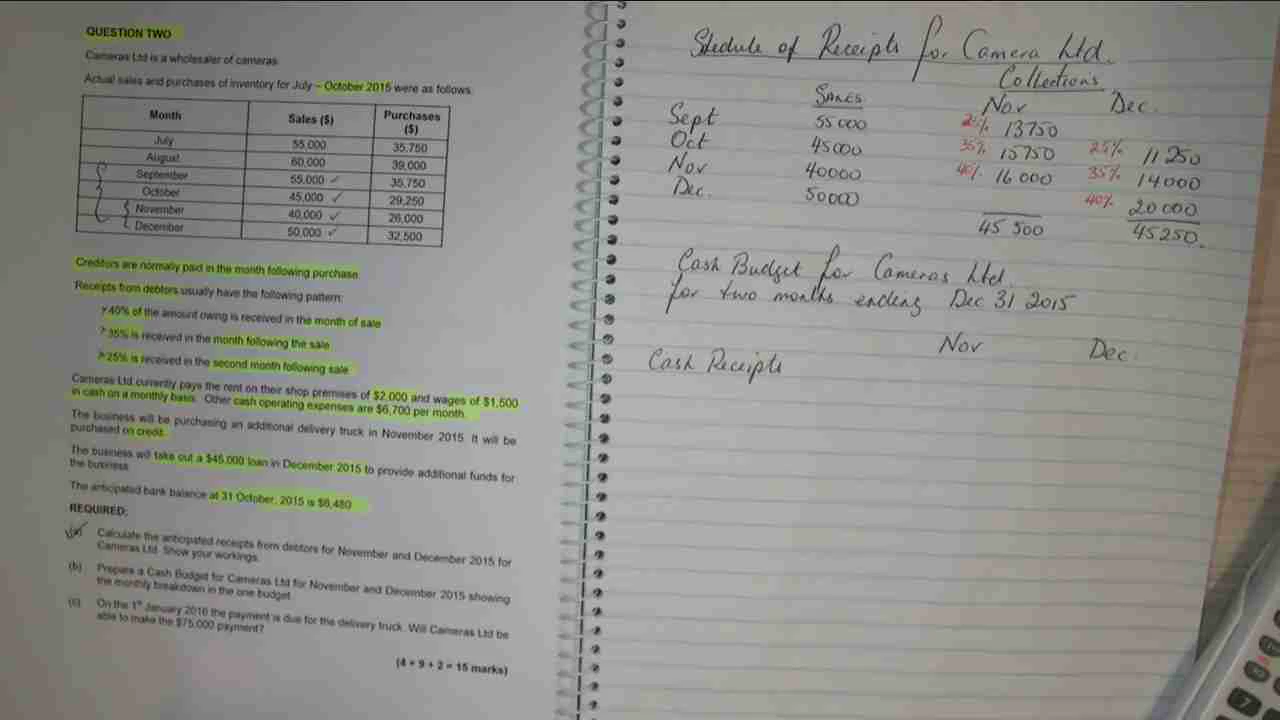 QUESTION TWO
Cameras Ltd is a wholesaler of cameras.
Actual sales and purchases of inventory for July – October 2015 were as follows:
Month Sales ($) Purchases ($)
July 55,000 35,750
August 60,000 39,000
September 55,000 ✓ 35,750
October 45,000 ✓ 29,250
November 40,000 ✓ 26,000
December 50,000 ✓ 32,500
Creditors are normally paid in the month following purchase.
Receipts from debtors usually have the following pattern:
40% of the amount owing is received in the month of sale
35% is received in the month following the sale
25% is received in the second month following sale
Cameras Ltd currently pays the rent on their shop premises of $2,000 and wages of $1,500
in cash on a monthly basis. Other cash operating expenses are $6,700 per month.
The business will be purchasing an additional delivery truck in November 2015. It will be
purchased on credit.
The business will take out a $45,000 loan in December 2015 to provide additional funds for
the business.
The anticipated bank balance at 31 October, 2015 is $6,480
REQUIRED:
(a) Calculate the anticipated receipts from debtors for November and December 2015 for
Cameras Ltd. Show your workings.
(b) Prepare a Cash Budget for Cameras Ltd for November and December 2015 showing
the monthly breakdown in the one budget.
(c) On the 1st January 2016 the payment is due for the delivery truck. Will Cameras Ltd be
able to make the $75,000 payment?
(4 + 9 + 2 = 15 marks)
Shedule of Receipts for Camera Ltd.
Collections
SALES Nov Dec.
Sept 55000 25% 13750
Oct 45000 35% 15750 25% 11250
Nov 40000 40% 16000 35% 14000
Dec. 50000 40% 20000
45 500 45250.
Cash Budget for Cameras Ltd.
for two months ending Dec 31 2015
Nov Dec.
Cash Receipts
7